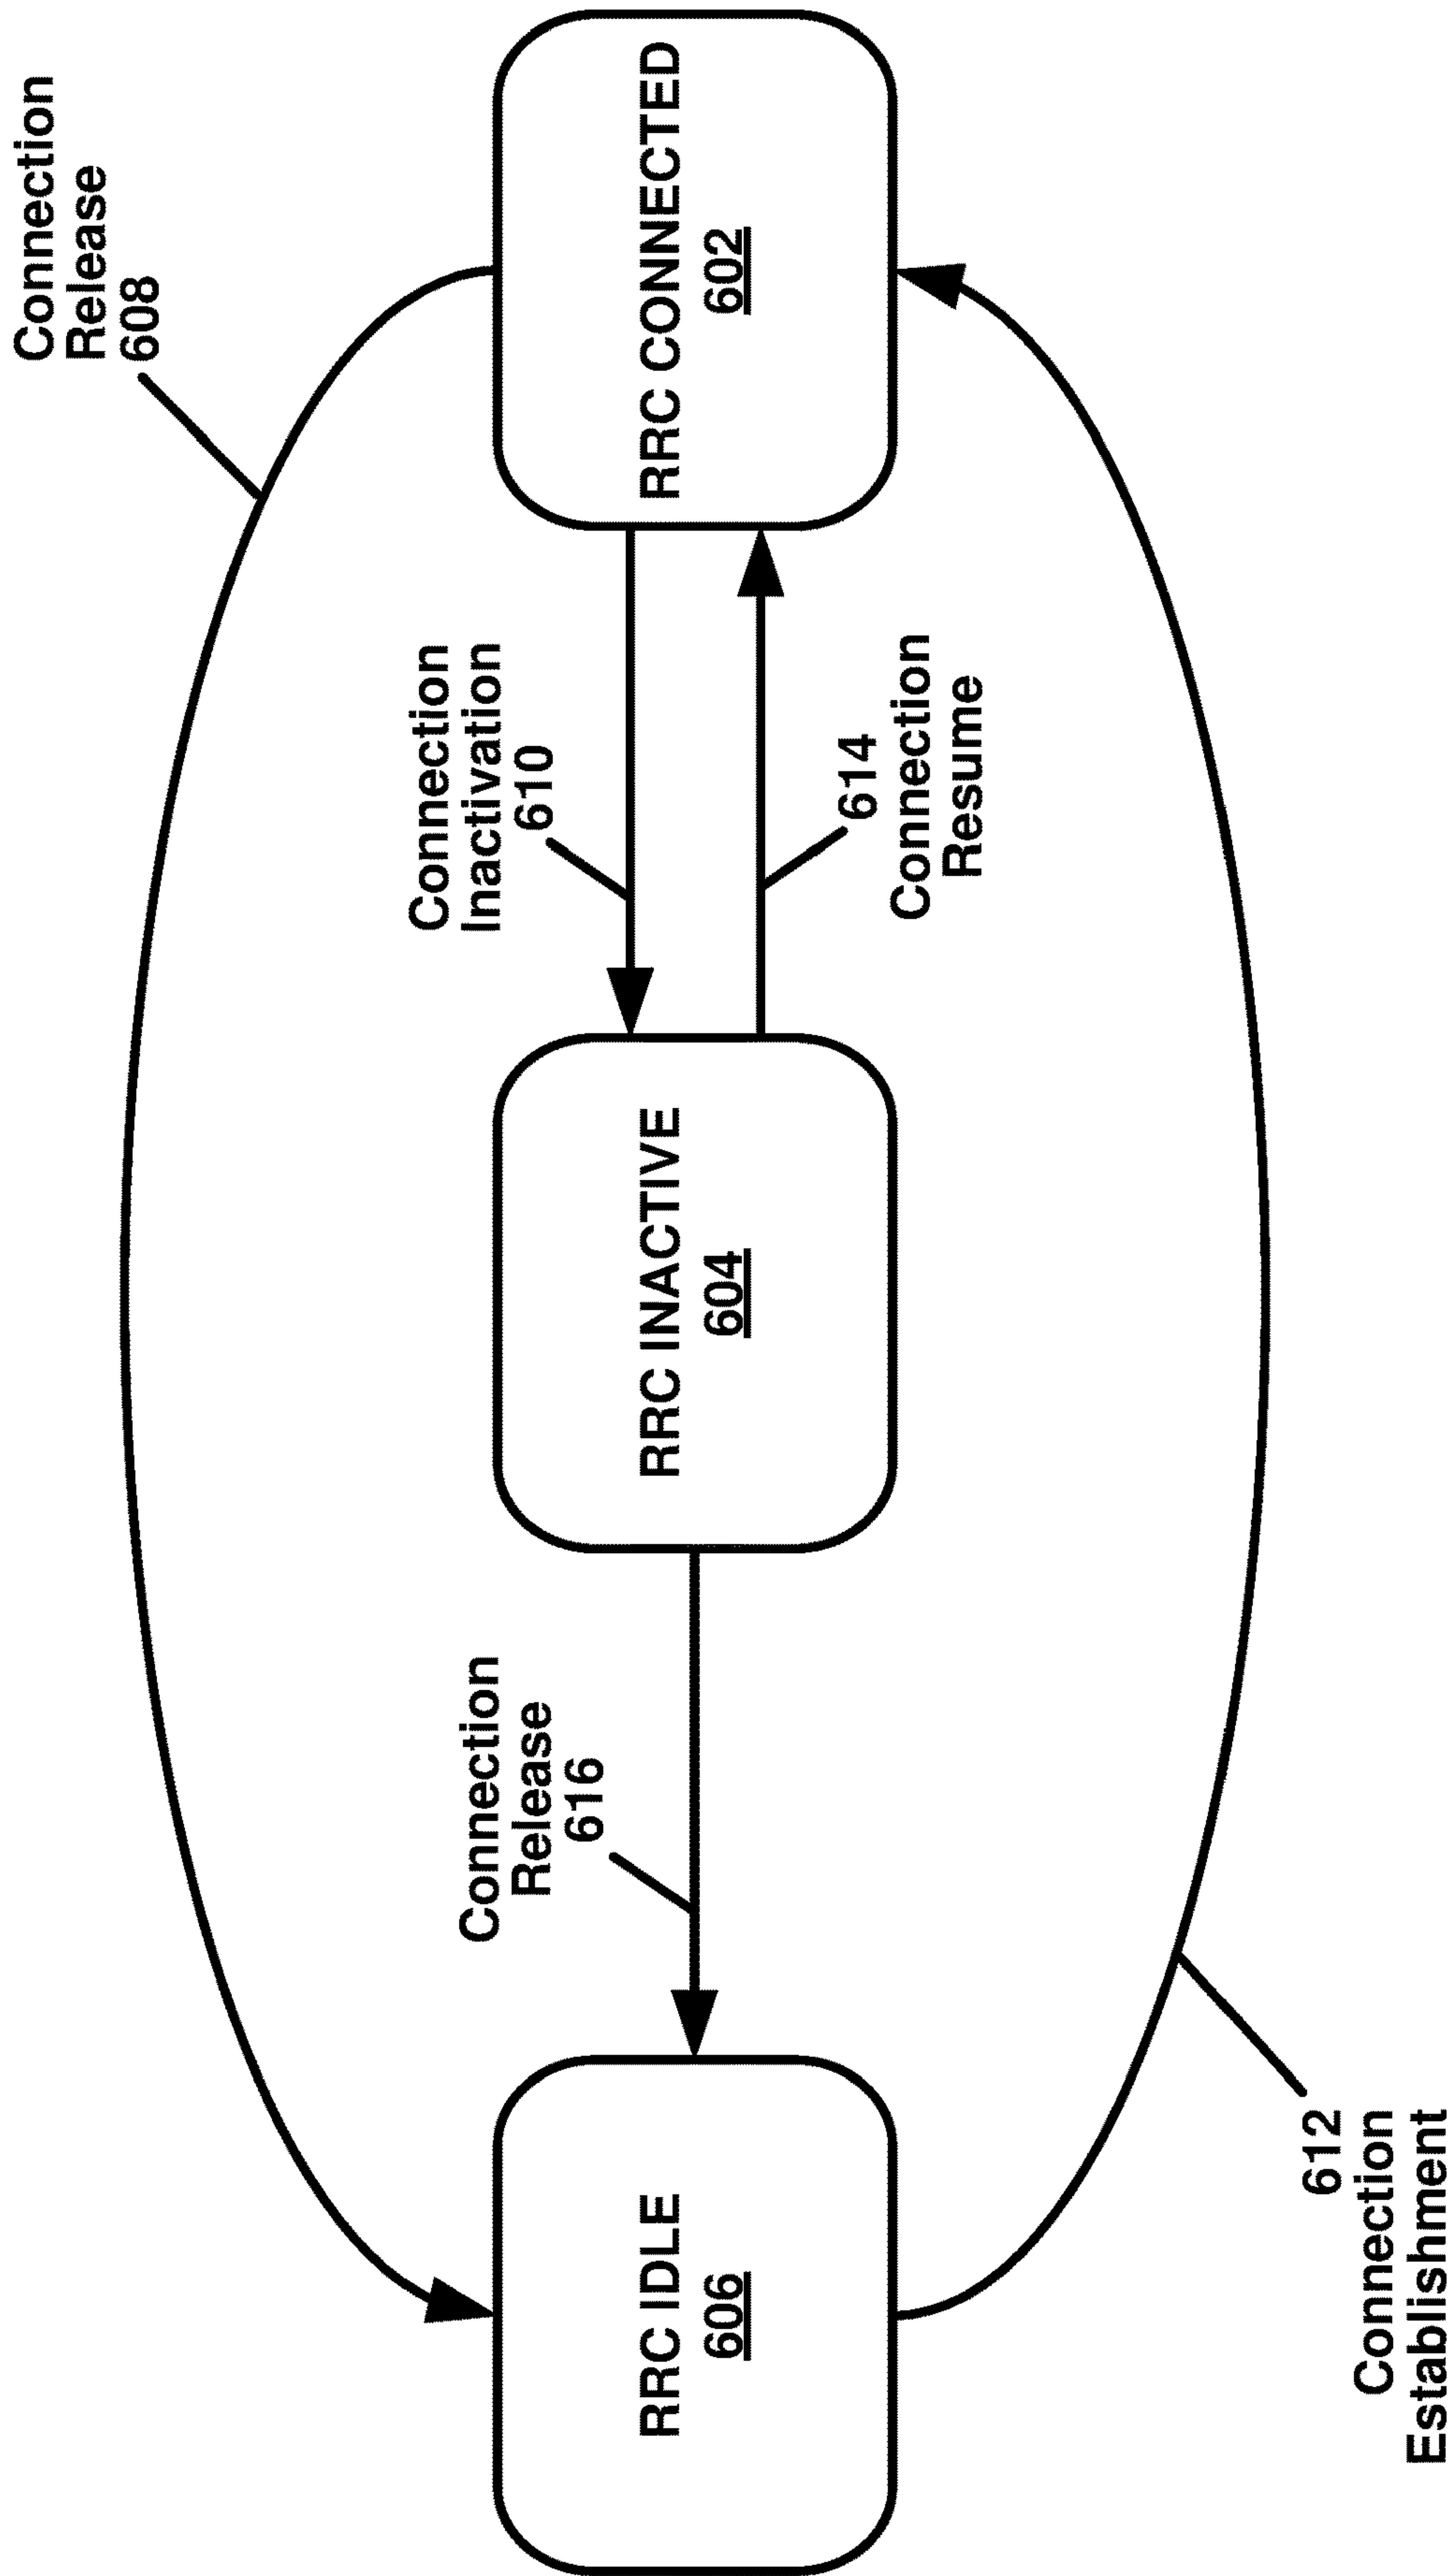 Connection
Release
608
RRC IDLE
606
Connection
Release
616
RRC INACTIVE
604
Connection
Inactivation
610
RRC CONNECTED
602
614
Connection
Resume
612
Connection
Establishment